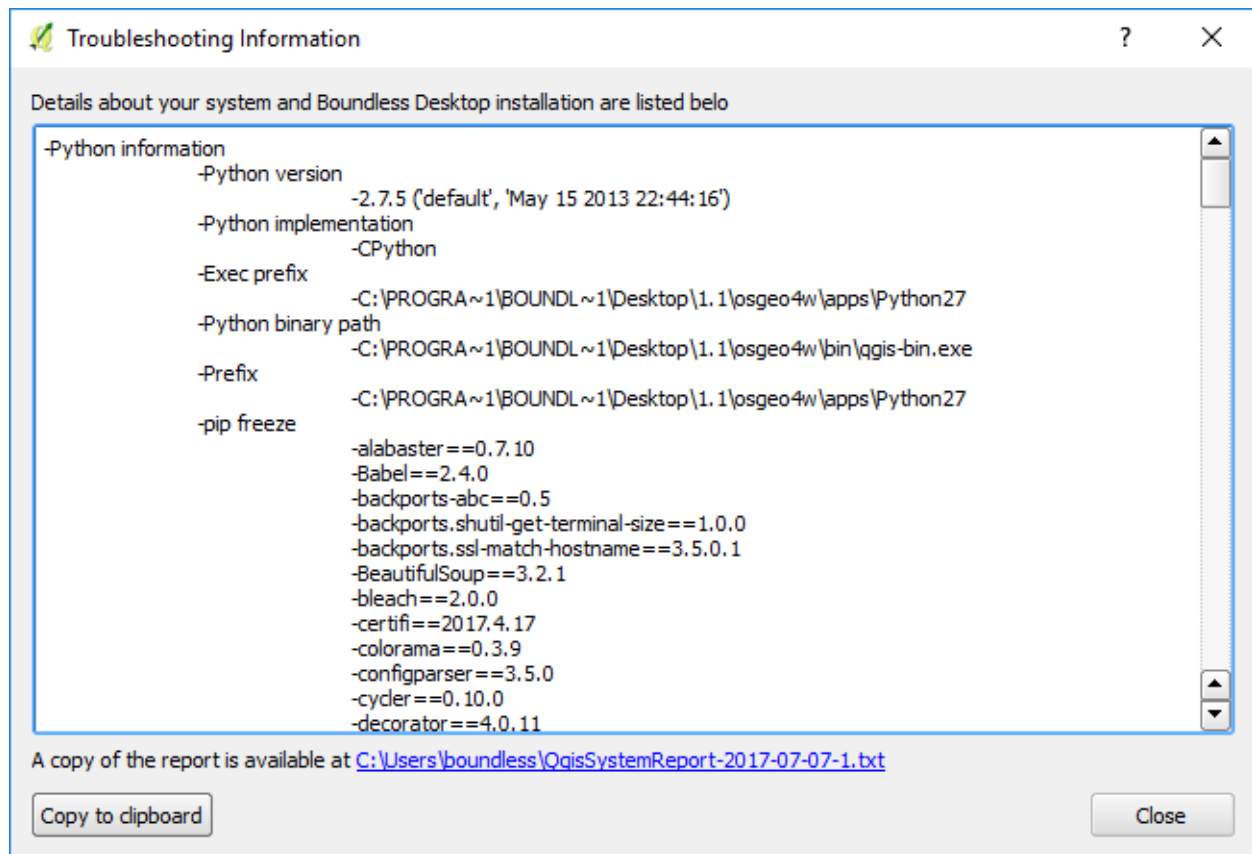 Troubleshooting Information
Details about your system and Boundless Desktop installation are listed belo
-Python information
-Python version
-2.7.5 ('default', 'May 15 2013 22:44:16')
-Python implementation
-CPython
-Exec prefix
-C:\PROGRA~1\BOUNDL~1\Desktop\1.1\osgeo4w\apps\Python27
-Python binary path
-C:\PROGRA~1\BOUNDL~1\Desktop\1.1\osgeo4w\bin\qgis-bin.exe
-Prefix
-C:\PROGRA~1\BOUNDL~1\Desktop\1.1\osgeo4w\apps\Python27
-pip freeze
-alabaster==0.7.10
-Babel==2.4.0
-backports-abc==0.5
-backports.shutil-get-terminal-size==1.0.0
-backports.ssl-match-hostname==3.5.0.1
-BeautifulSoup==3.2.1
-bleach==2.0.0
-certifi==2017.4.17
-colorama==0.3.9
-configparser==3.5.0
-cycler==0.10.0
-decorator==4.0.11
A copy of the report is available at C:\Users\boundless\QgisSystemReport-2017-07-07-1.txt
Copy to clipboard
Close